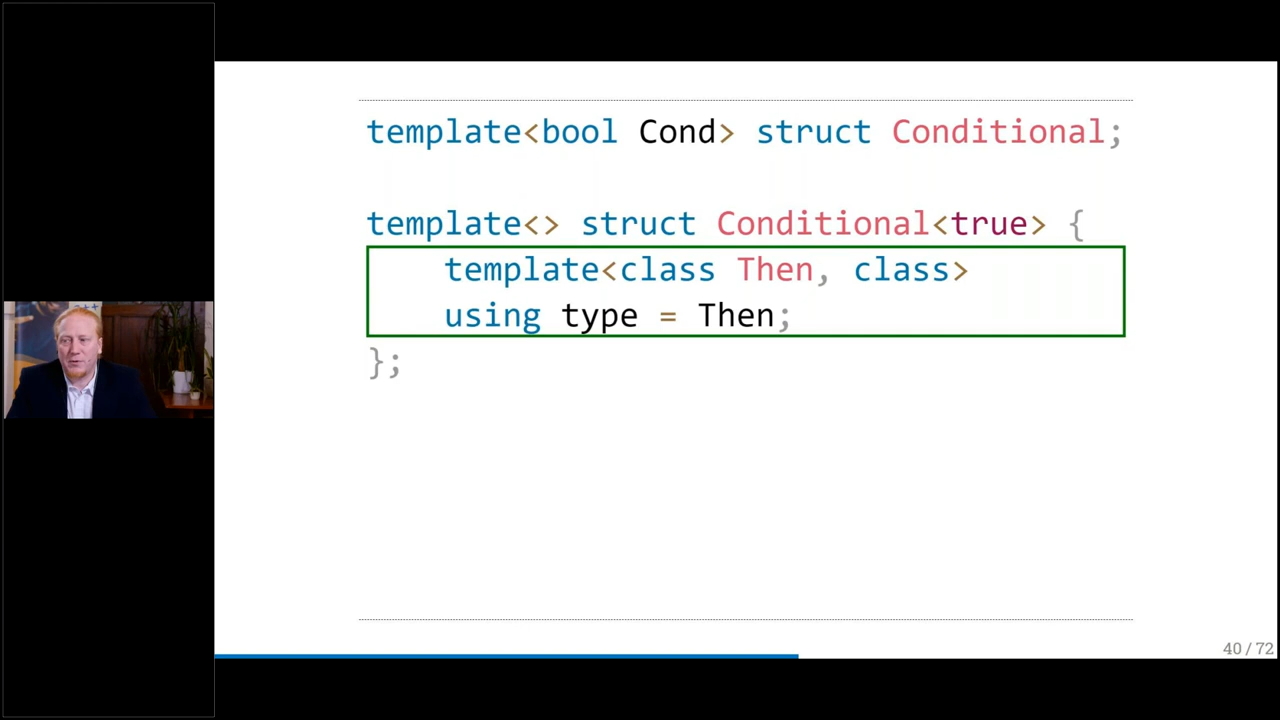 template<bool Cond> struct Conditional;
template<> struct Conditional<true> {
    template<class Then, class>
    using type = Then;
};
40 / 72